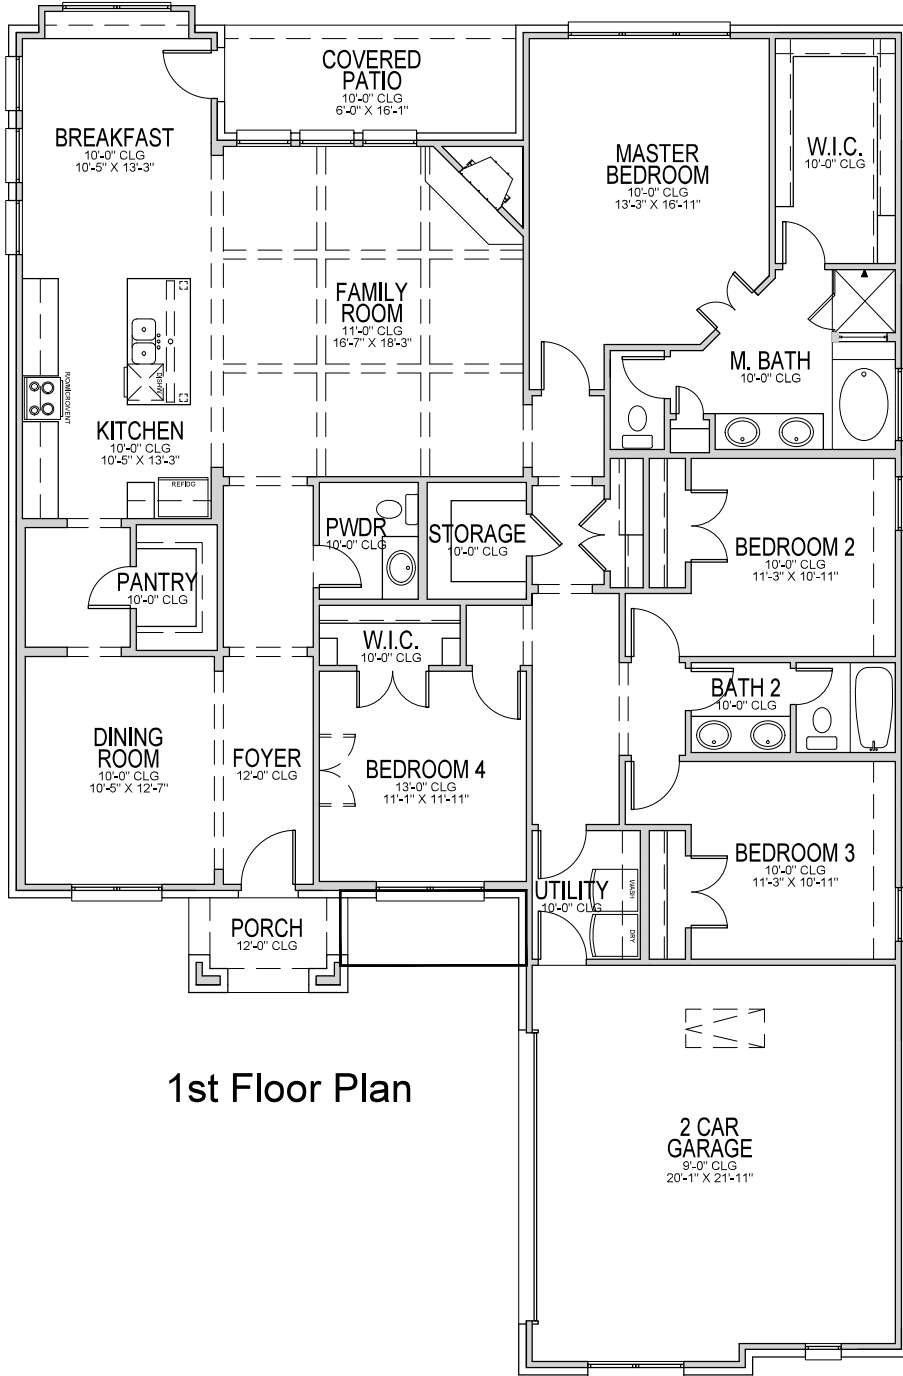 COVERED
PATIO
10'-0" CLG
6'-0" X 16'-1"
BREAKFAST
10'-0" CLG
10'-5" X 13'-3"
MASTER
BEDROOM
10'-0" CLG
13'-3" X 16'-11"
W.I.C.
10'-0" CLG
FAMILY
ROOM
11'-0" CLG
16'-7" X 18'-3"
M. BATH
10'-0" CLG
DISHW
KITCHEN
10'-0" CLG
10'-5" X 13'-3"
REFDG
PWDR
10'-0" CLG
STORAGE
10'-0" CLG
BEDROOM 2
10'-0" CLG
11'-3" X 10'-11"
PANTRY
10'-0" CLG
W.I.C.
10'-0" CLG
BATH 2
10'-0" CLG
DINING
ROOM
10'-0" CLG
10'-5" X 12'-7"
FOYER
12'-0" CLG
BEDROOM 4
13'-0" CLG
11'-1" X 11'-11"
BEDROOM 3
10'-0" CLG
11'-3" X 10'-11"
UTILITY
10'-0" CLG
WASH
DRY
PORCH
12'-0" CLG
1st Floor Plan
2 CAR
GARAGE
9'-0" CLG
20'-1" X 21'-11"